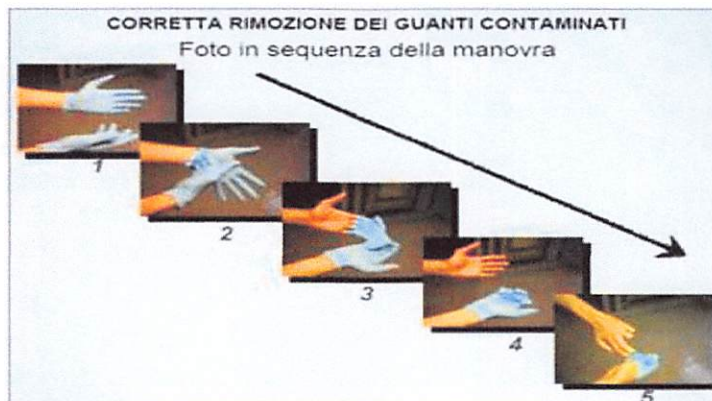 CORRETTA RIMOZIONE DEI GUANTI CONTAMINATI
Foto in sequenza della manovra
1
2
3
4
5